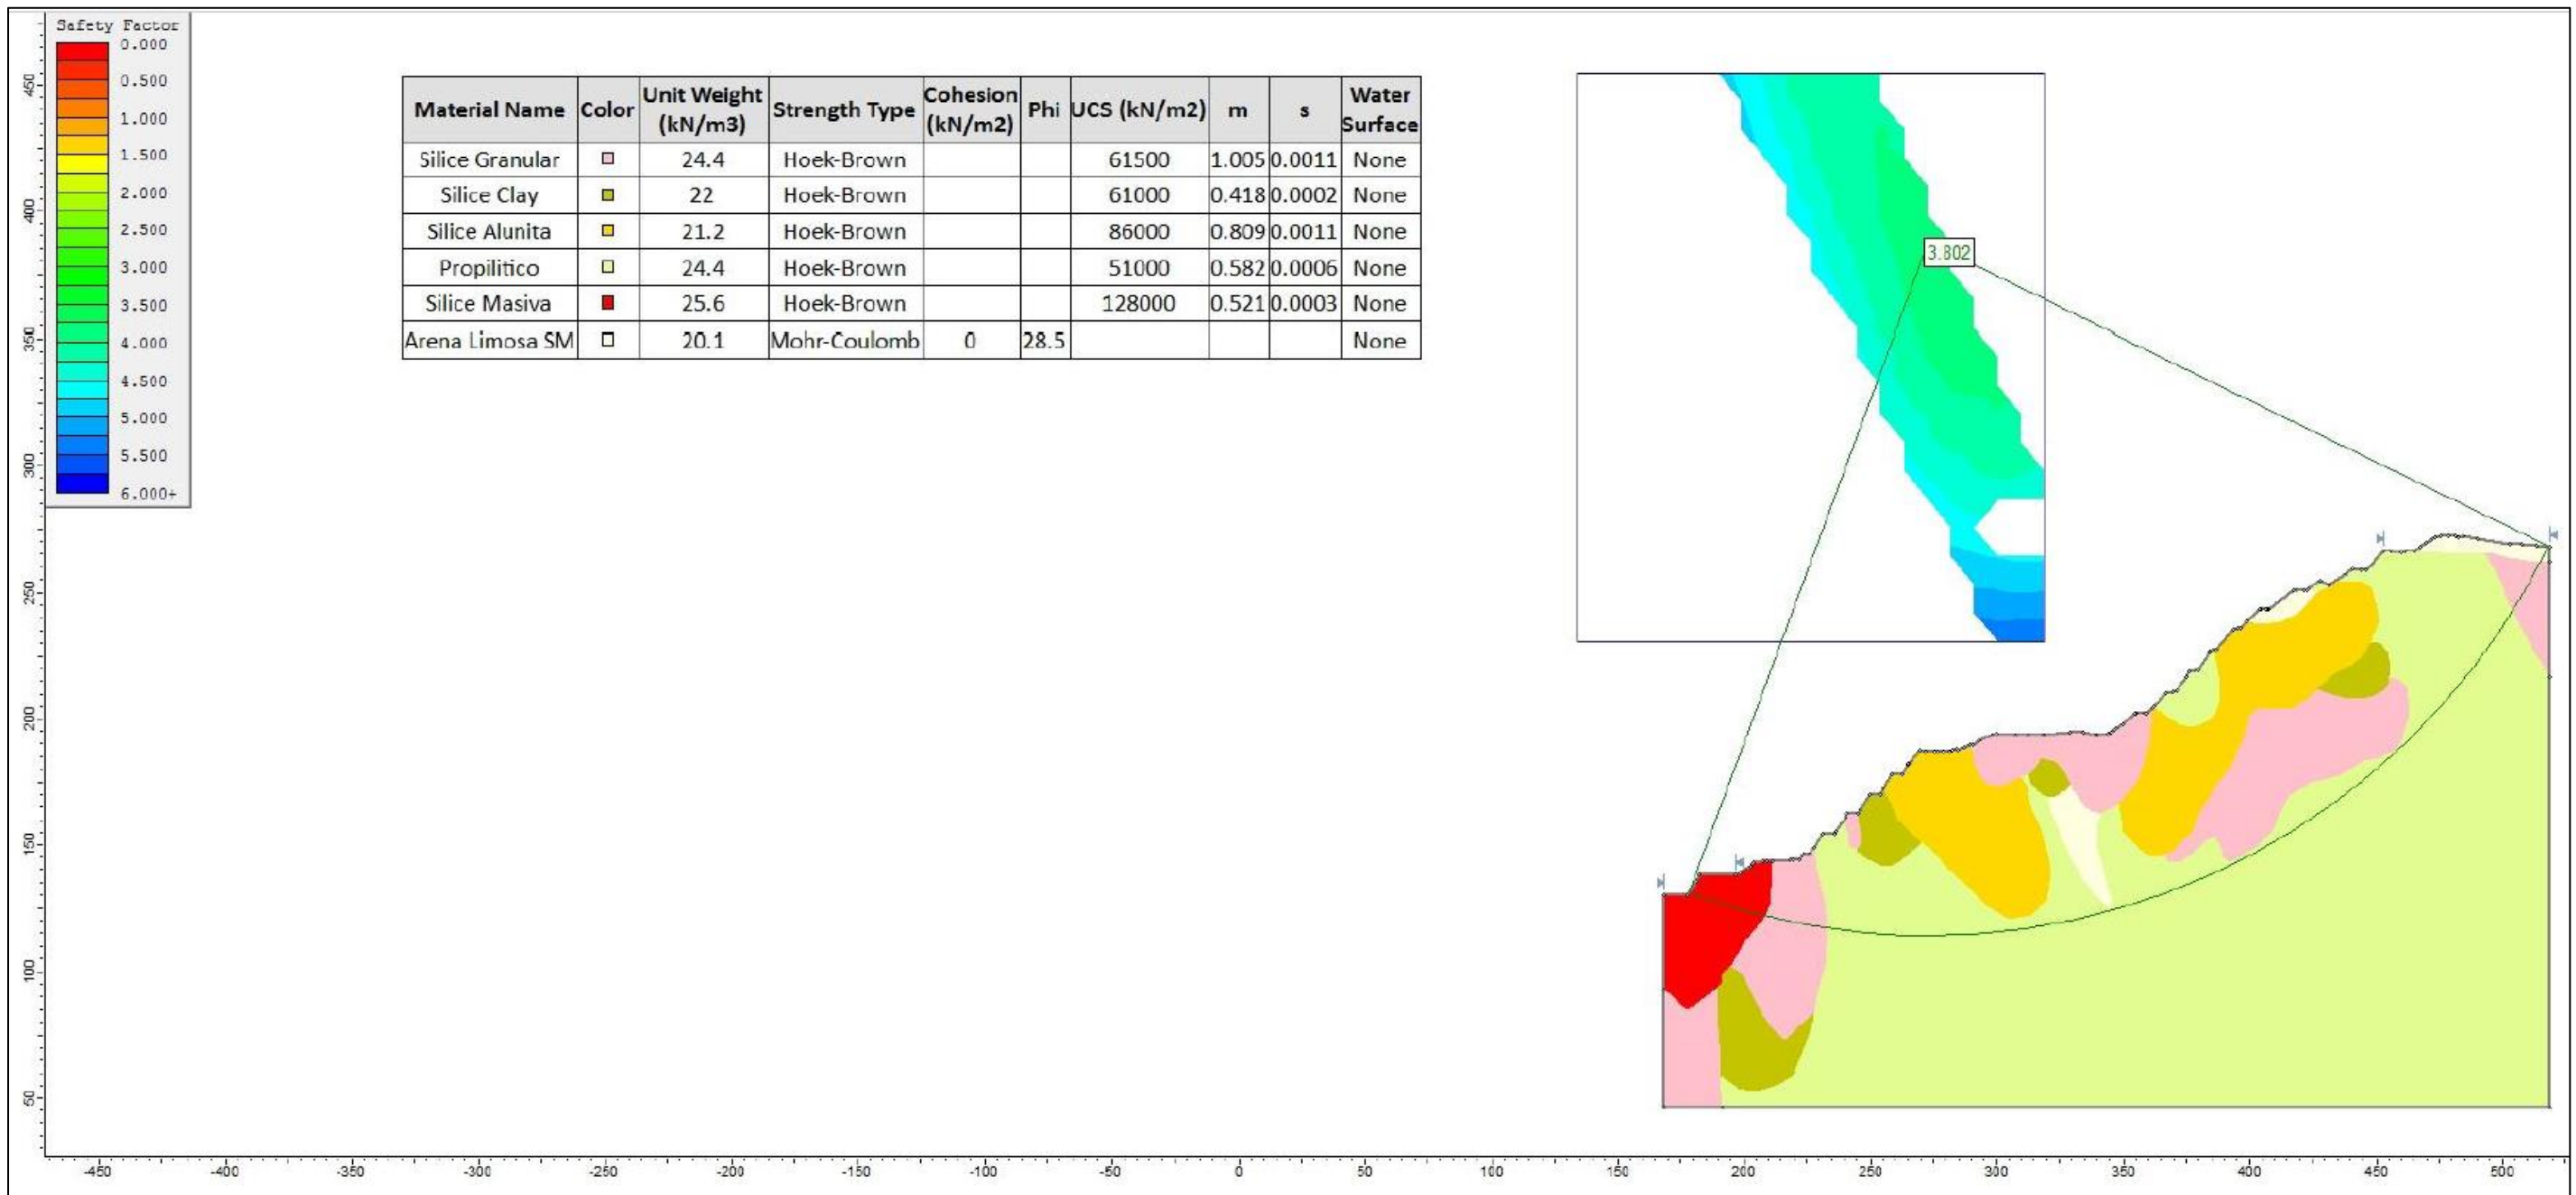 Safety Factor
0.000
0.500
1.000
1.500
2.000
2.500
3.000
3.500
4.000
4.500
5.000
5.500
6.000+
Material Name Color Unit Weight (kN/m3) Strength Type Cohesion (kN/m2) Phi UCS (kN/m2) m s Water Surface
Silice Granular 24.4 Hoek-Brown 61500 1.005 0.0011 None
Silice Clay 22 Hoek-Brown 61000 0.418 0.0002 None
Silice Alunita 21.2 Hoek-Brown 86000 0.809 0.0011 None
Propilitico 24.4 Hoek-Brown 51000 0.582 0.0006 None
Silice Masiva 25.6 Hoek-Brown 128000 0.521 0.0003 None
Arena Limosa SM 20.1 Mohr-Coulomb 0 28.5 None
3.802
450
400
350
300
250
200
150
100
50
-450 -400 -350 -300 -250 -200 -150 -100 -50 0 50 100 150 200 250 300 350 400 450 500